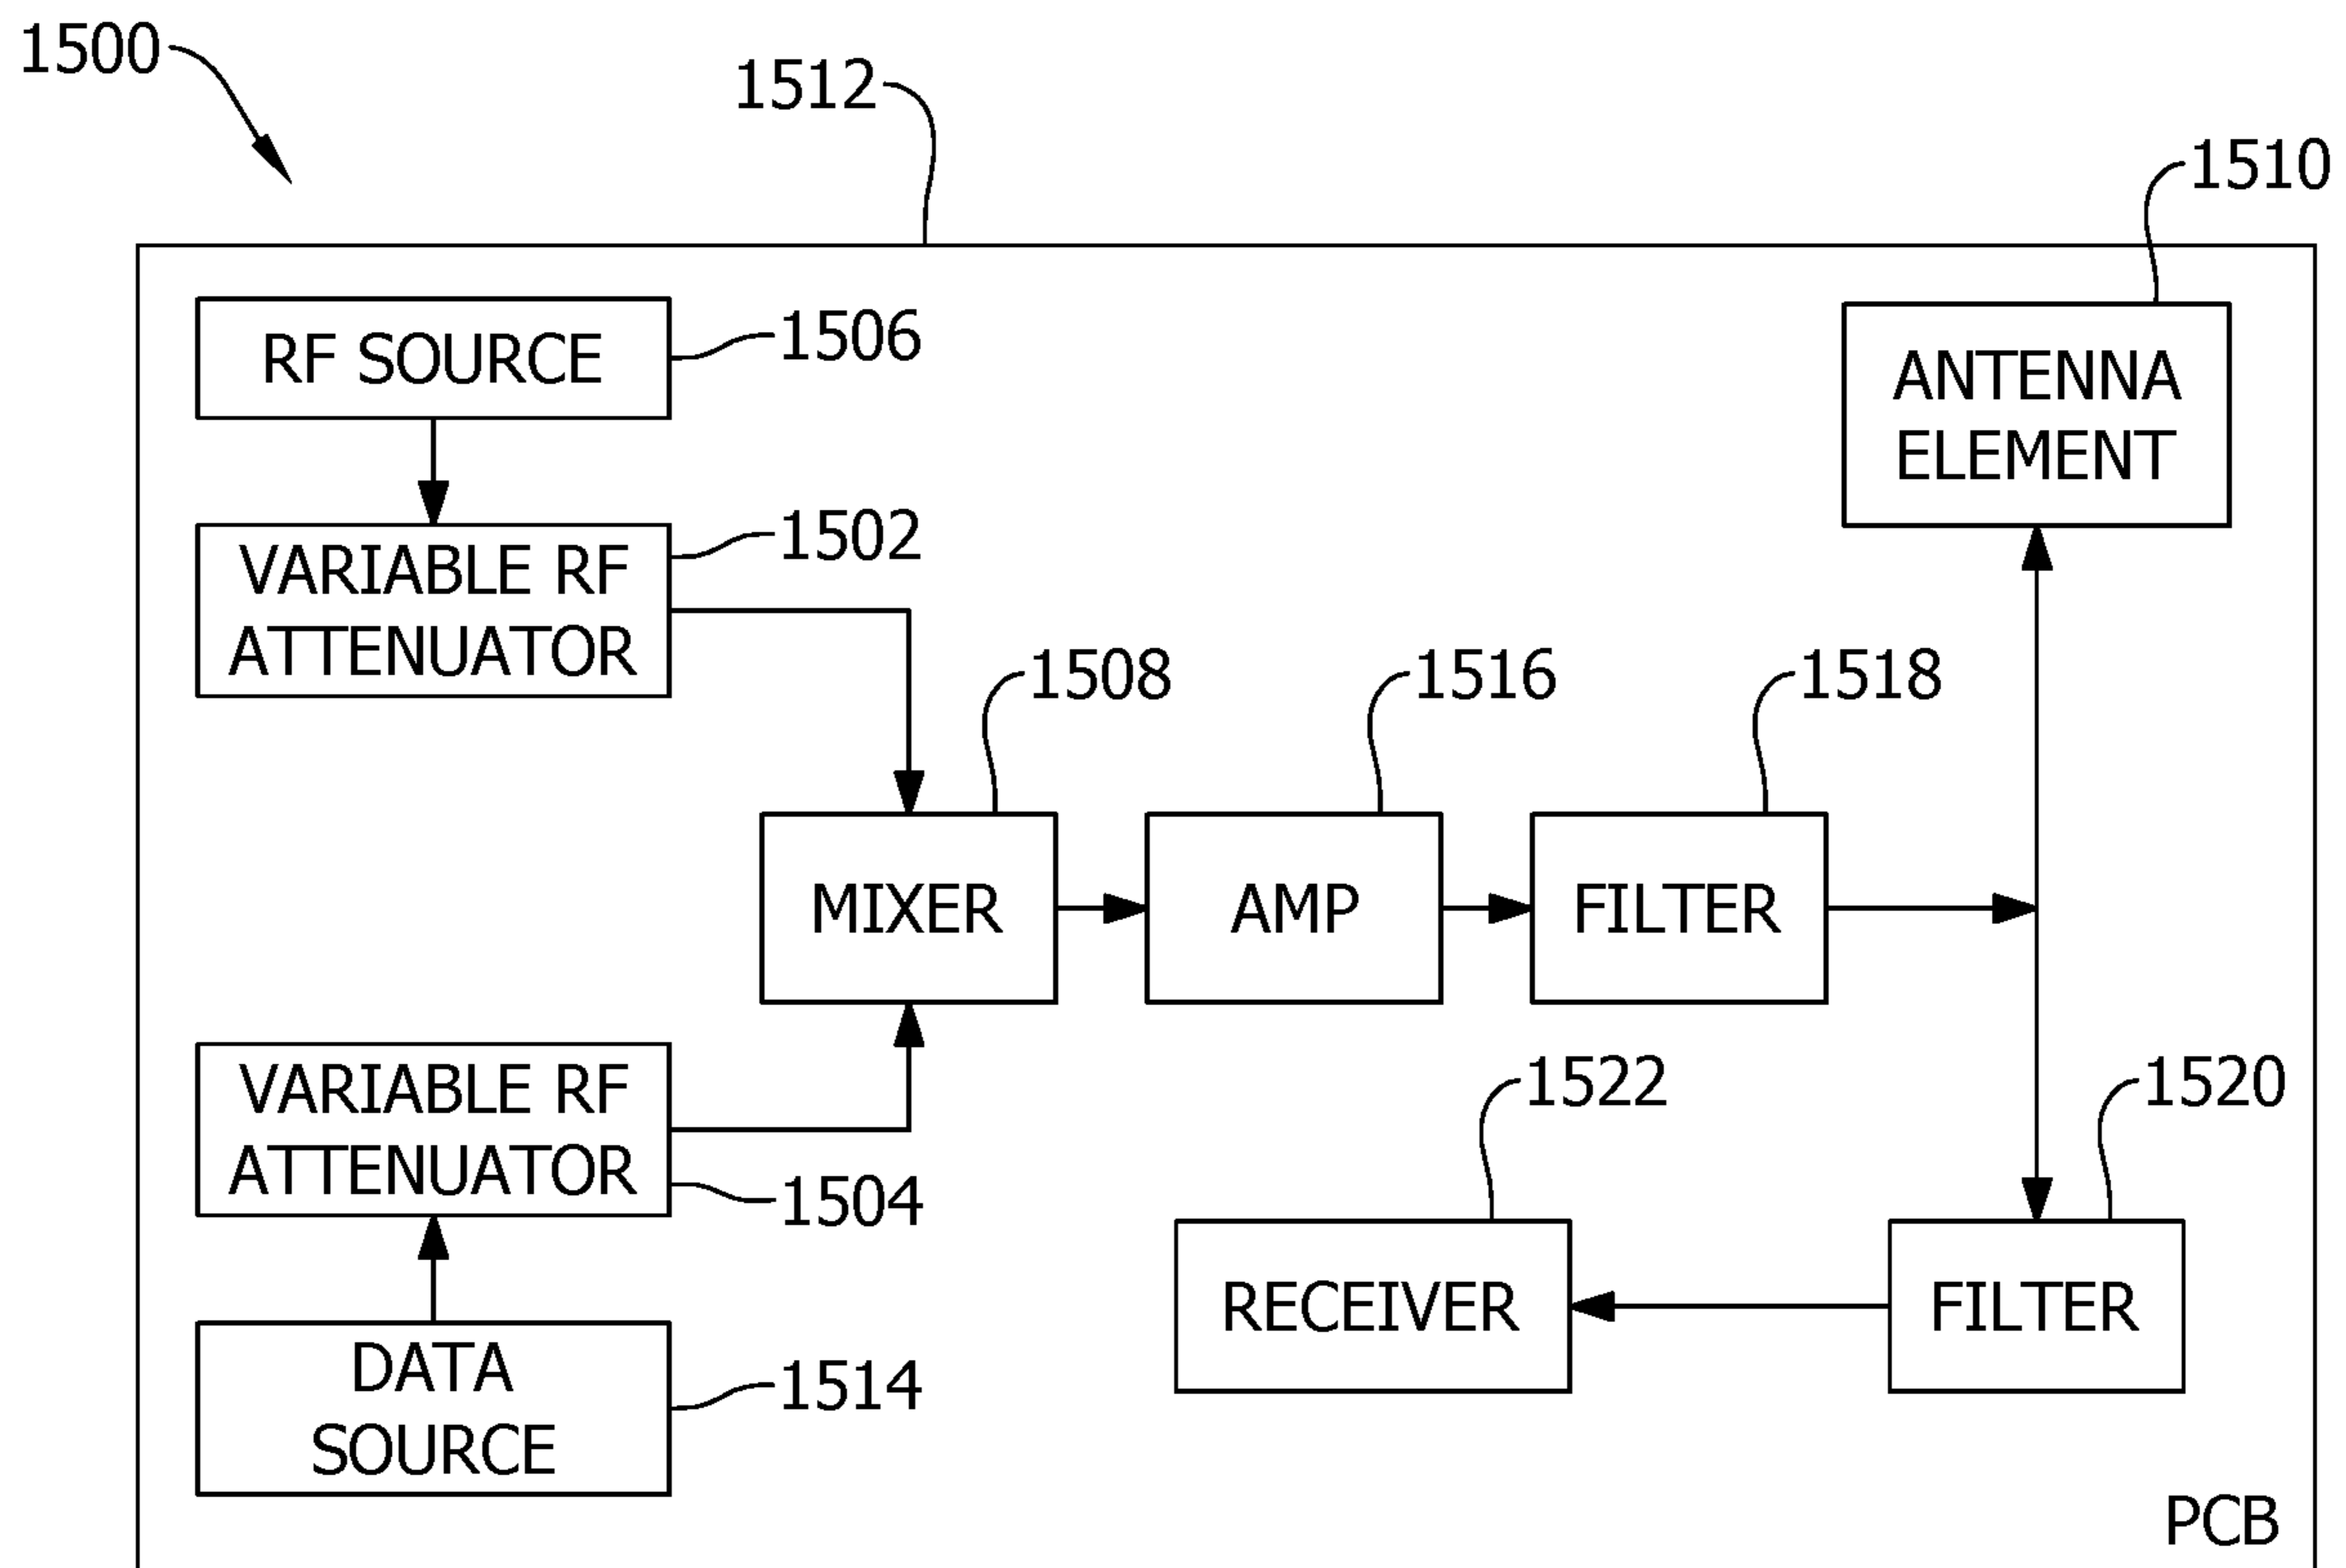 1500
1512
1510
RF SOURCE
1506
ANTENNA
ELEMENT
VARIABLE RF
ATTENUATOR
1502
1508
1516
1518
MIXER
AMP
FILTER
VARIABLE RF
ATTENUATOR
1504
1522
1520
RECEIVER
FILTER
DATA
SOURCE
1514
PCB